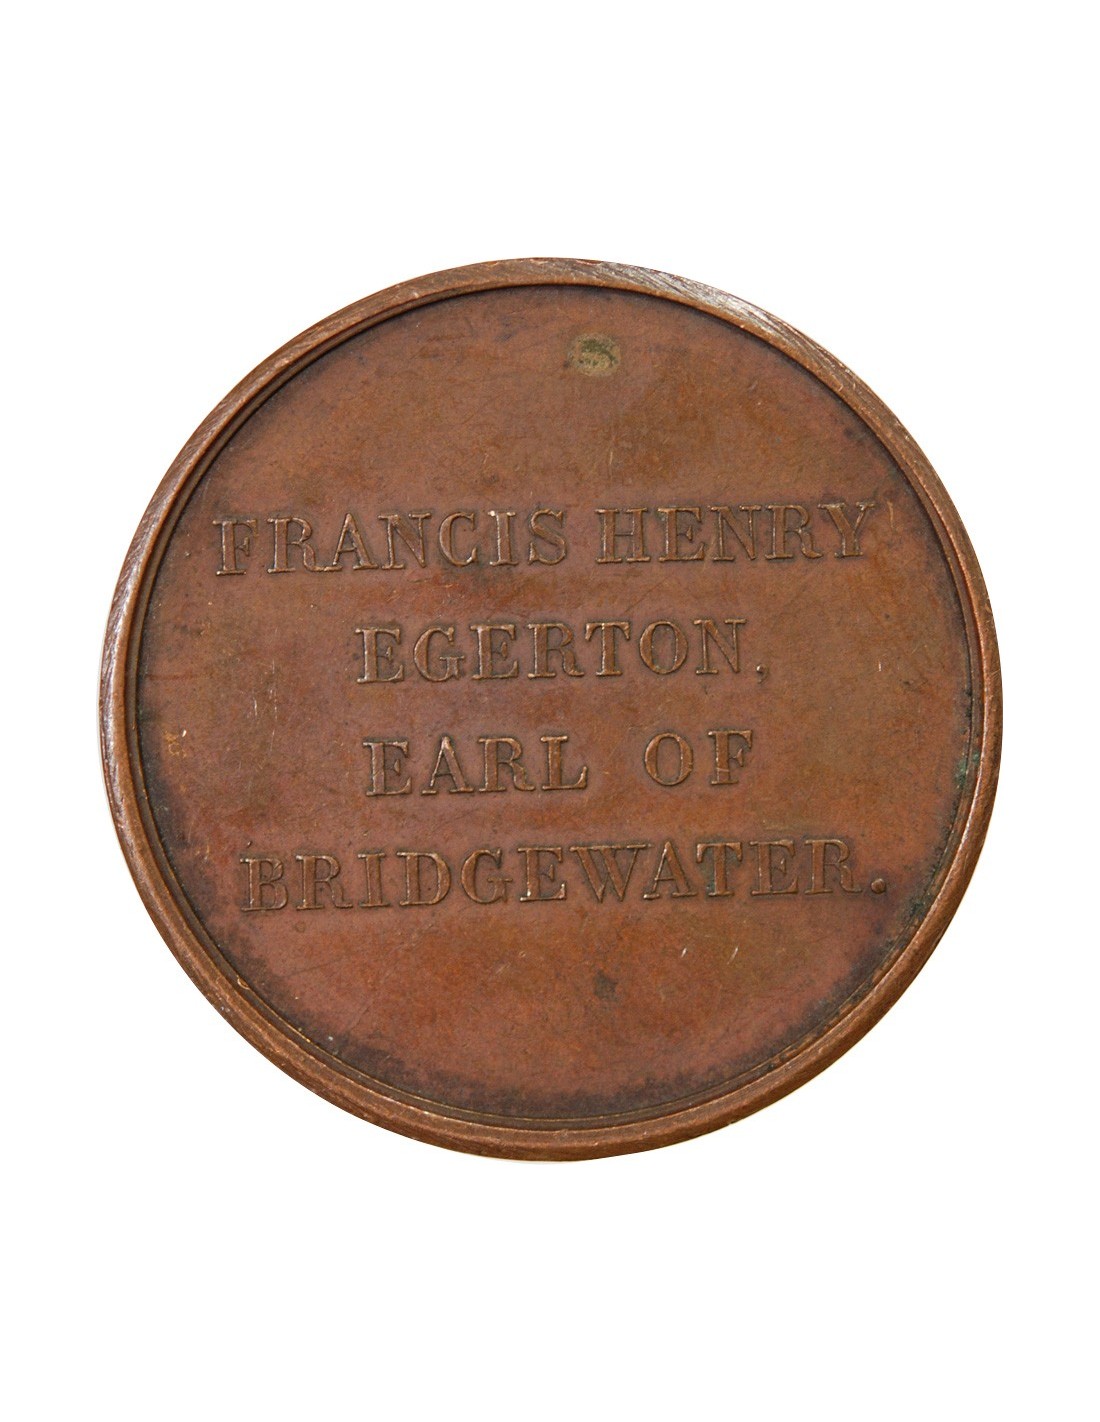 FRANCIS HENRY
EGERTON,
EARL OF
BRIDGEWATER.